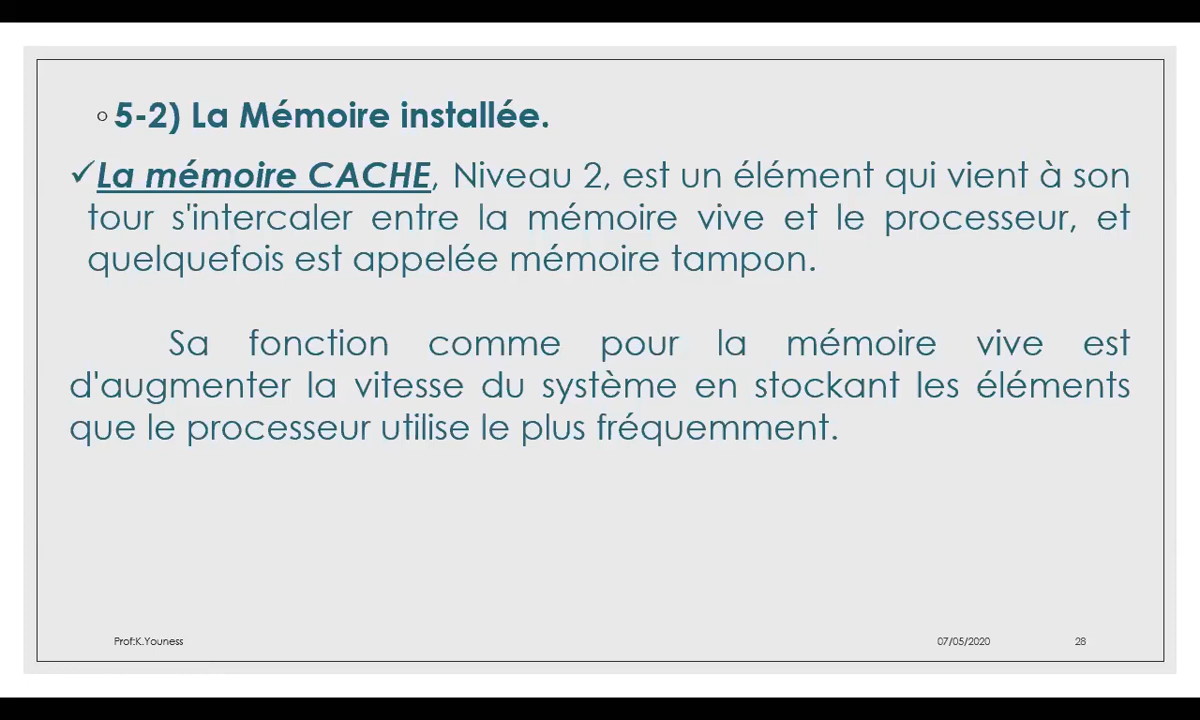 ◦ 5-2) La Mémoire installée.
✓La mémoire CACHE, Niveau 2, est un élément qui vient à son
tour s'intercaler entre la mémoire vive et le processeur, et
quelquefois est appelée mémoire tampon.
Sa fonction comme pour la mémoire vive est
d'augmenter la vitesse du système en stockant les éléments
que le processeur utilise le plus fréquemment.
Prof:K.Youness 07/05/2020 28